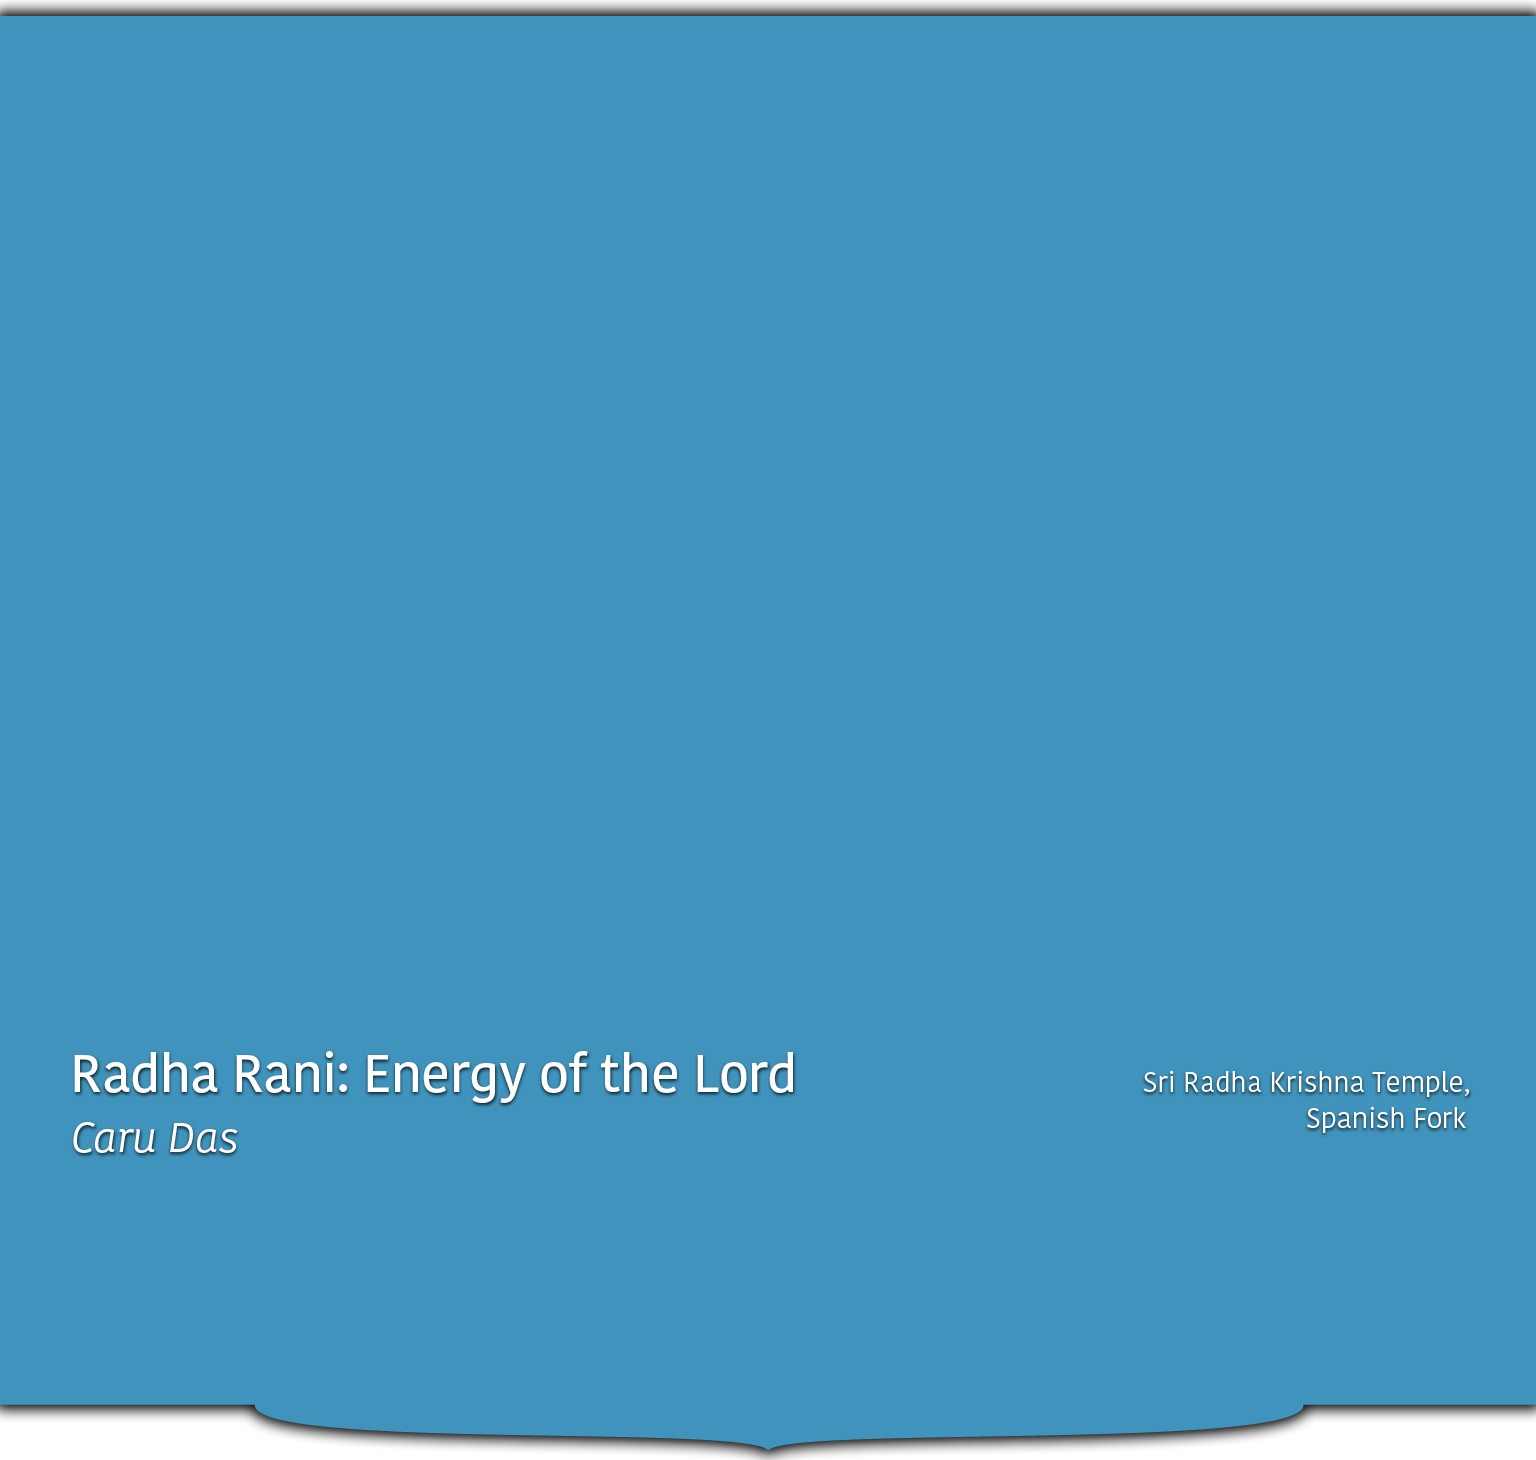 Radha Rani: Energy of the Lord
Caru Das
Sri Radha Krishna Temple,
Spanish Fork